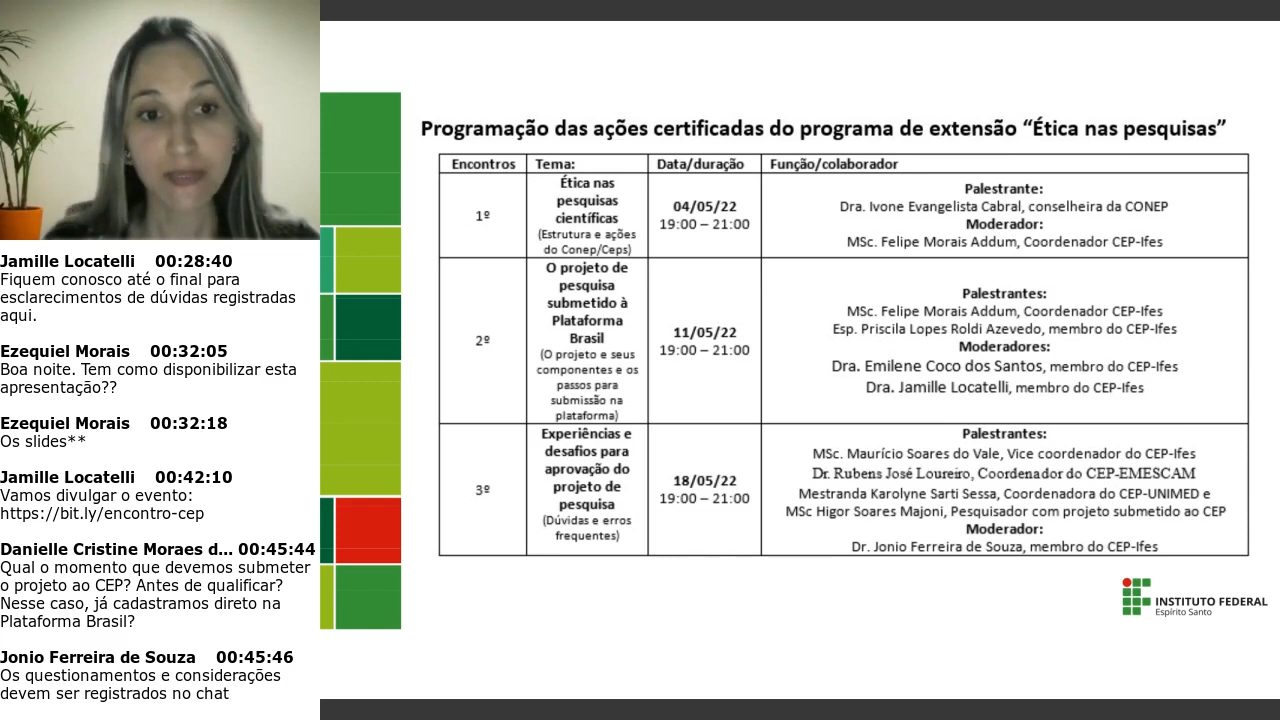 Jamille Locatelli 00:28:40
Fiquem conosco até o final para
esclarecimentos de dúvidas registradas
aqui.
Ezequiel Morais 00:32:05
Boa noite. Tem como disponibilizar esta
apresentação??
Ezequiel Morais 00:32:18
Os slides**
Jamille Locatelli 00:42:10
Vamos divulgar o evento:
https://bit.ly/encontro-cep
Danielle Cristine Moraes d... 00:45:44
Qual o momento que devemos submeter
o projeto ao CEP? Antes de qualificar?
Nesse caso, já cadastramos direto na
Plataforma Brasil?
Jonio Ferreira de Souza 00:45:46
Os questionamentos e considerações
devem ser registrados no chat
Programação das ações certificadas do programa de extensão “Ética nas pesquisas”
Encontros Tema: Data/duração Função/colaborador
1º
Ética nas
pesquisas
científicas
(Estrutura e ações
do Conep/Ceps)
04/05/22
19:00 – 21:00
Palestrante:
Dra. Ivone Evangelista Cabral, conselheira da CONEP
Moderador:
MSc. Felipe Morais Addum, Coordenador CEP-Ifes
2º
O projeto de
pesquisa
submetido à
Plataforma
Brasil
(O projeto e seus
componentes e os
passos para
submissão na
plataforma)
11/05/22
19:00 – 21:00
Palestrantes:
MSc. Felipe Morais Addum, Coordenador CEP-Ifes
Esp. Priscila Lopes Roldi Azevedo, membro do CEP-Ifes
Moderadores:
Dra. Emilene Coco dos Santos, membro do CEP-Ifes
Dra. Jamille Locatelli, membro do CEP-Ifes
3º
Experiências e
desafios para
aprovação do
projeto de
pesquisa
(Dúvidas e erros
frequentes)
18/05/22
19:00 – 21:00
Palestrantes:
MSc. Maurício Soares do Vale, Vice coordenador do CEP-Ifes
Dr. Rubens José Loureiro, Coordenador do CEP-EMESCAM
Mestranda Karolyne Sarti Sessa, Coordenadora do CEP-UNIMED e
MSc Higor Soares Majoni, Pesquisador com projeto submetido ao CEP
Moderador:
Dr. Jonio Ferreira de Souza, membro do CEP-Ifes
INSTITUTO FEDERAL
Espírito Santo